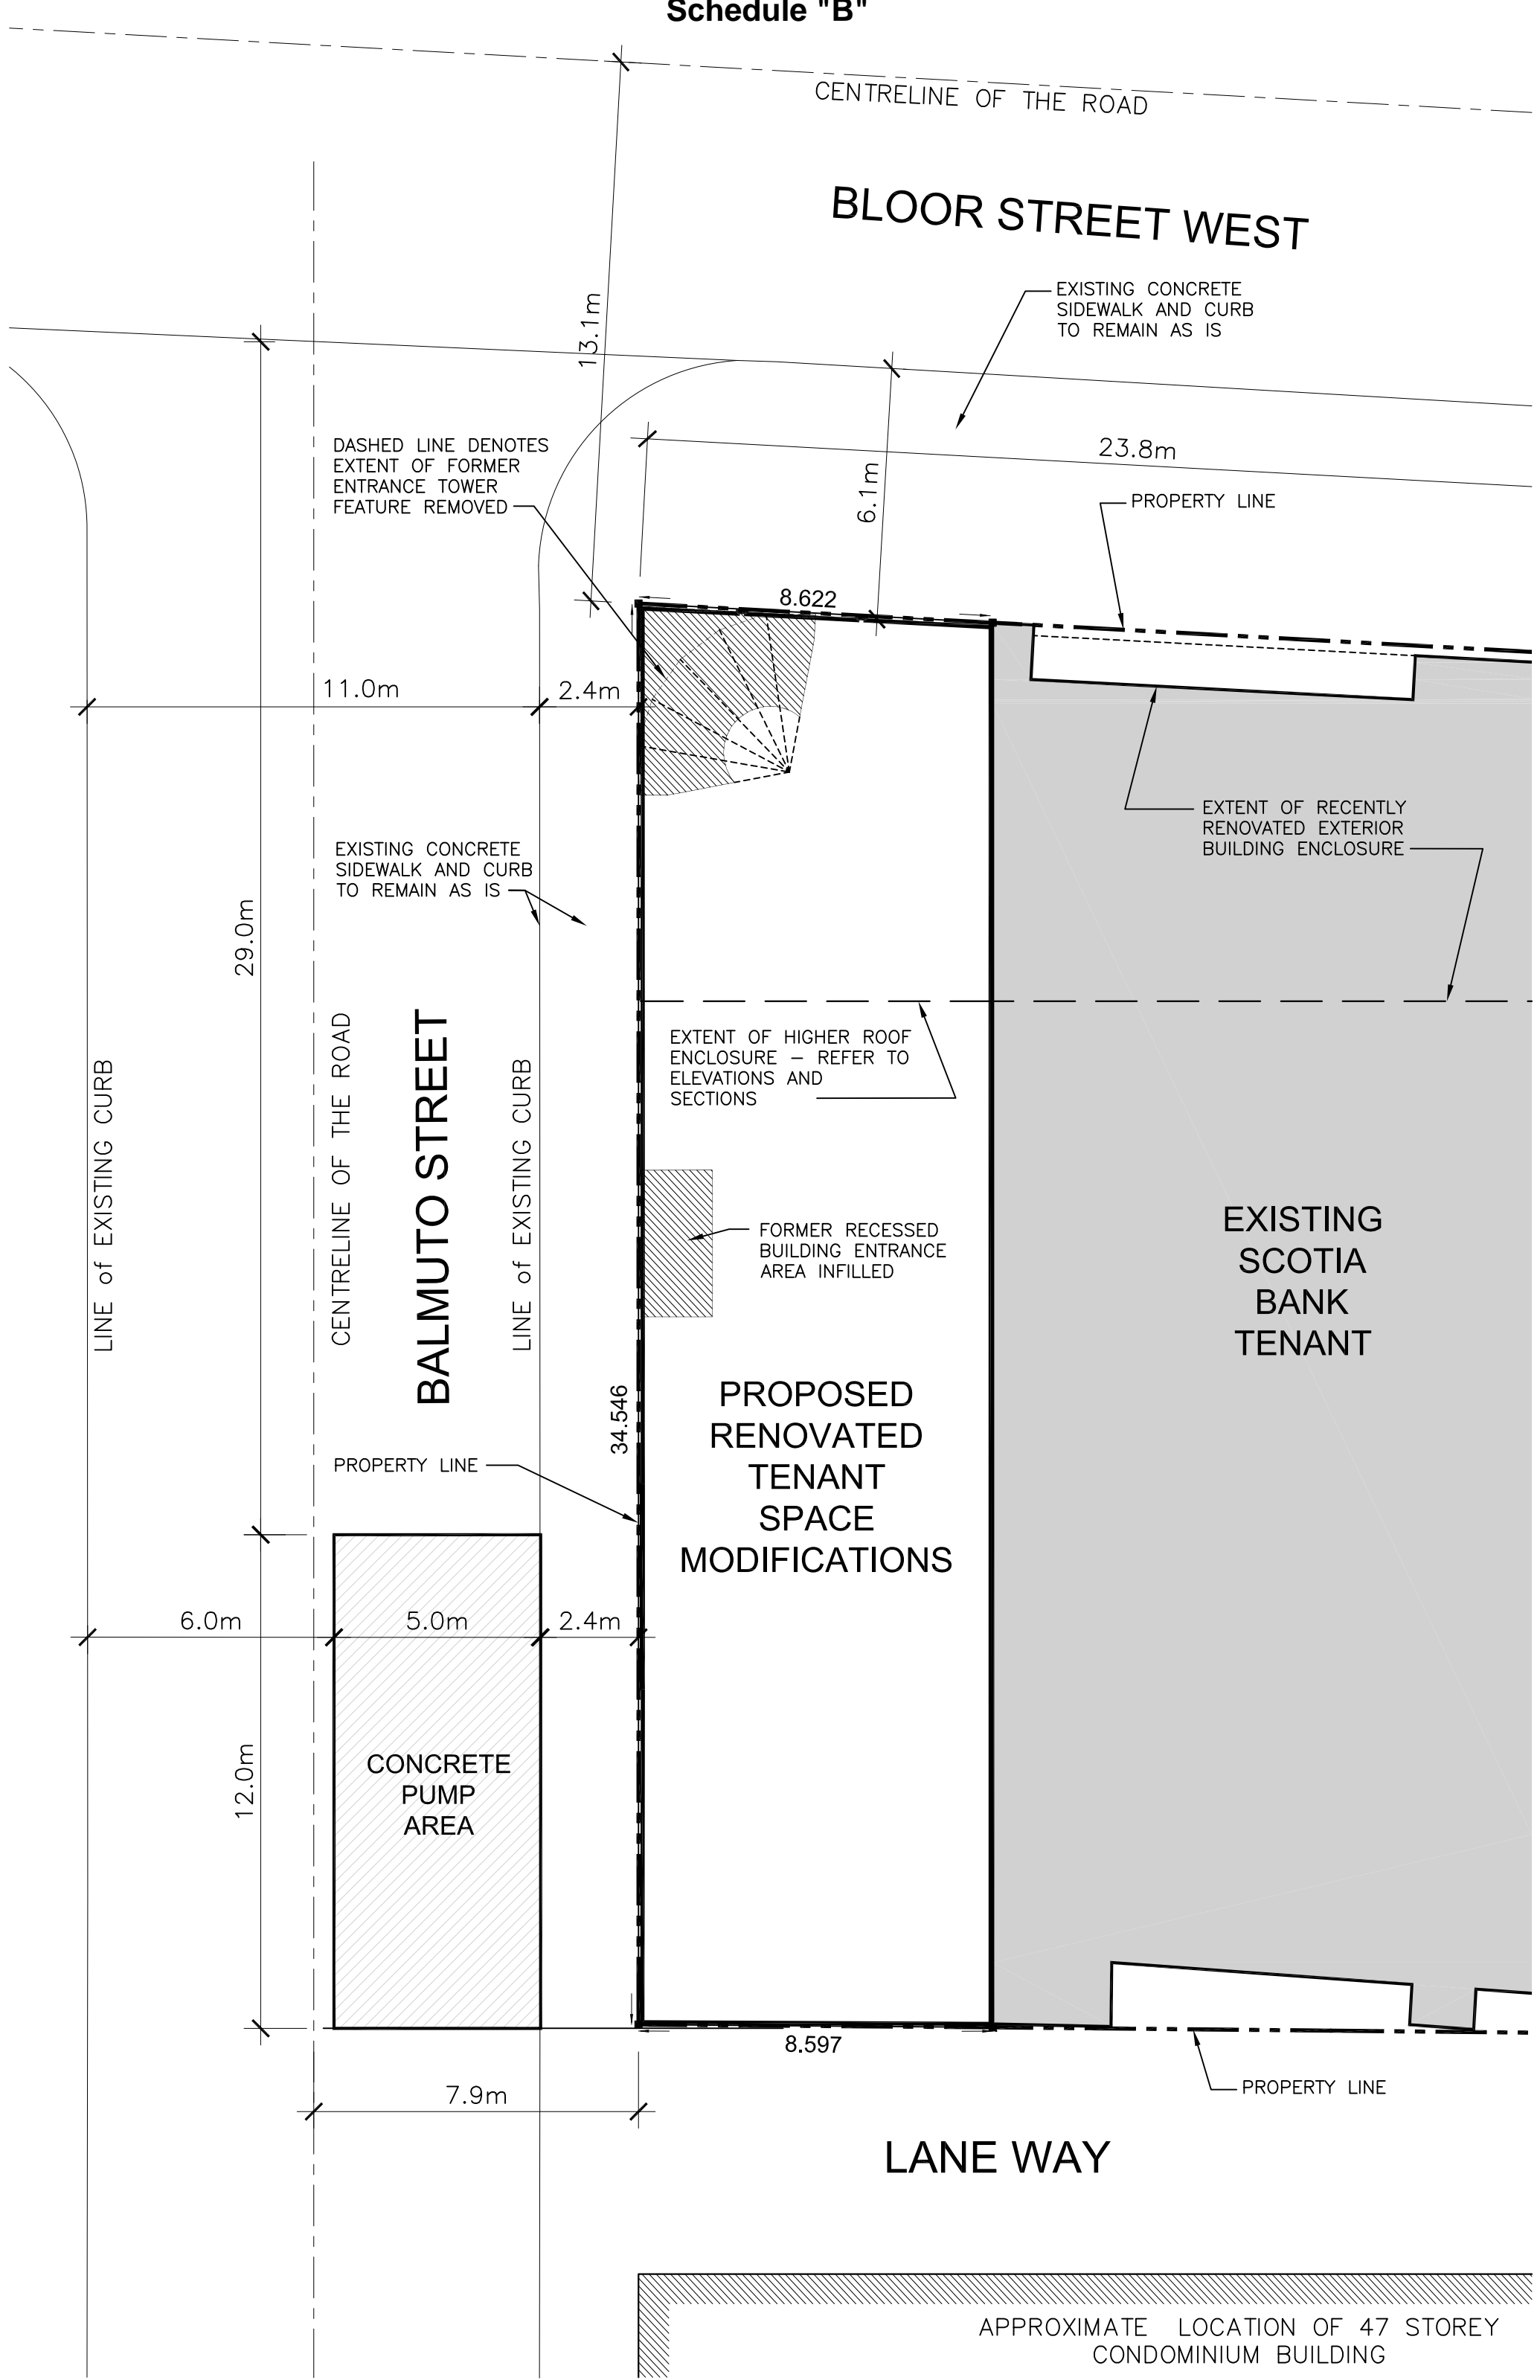 Schedule "B"
CENTRELINE OF THE ROAD
BLOOR STREET WEST
EXISTING CONCRETE
SIDEWALK AND CURB
TO REMAIN AS IS
13.1m
DASHED LINE DENOTES
EXTENT OF FORMER
ENTRANCE TOWER
FEATURE REMOVED
23.8m
6.1m
PROPERTY LINE
8.622
11.0m
2.4m
EXTENT OF RECENTLY
RENOVATED EXTERIOR
BUILDING ENCLOSURE
EXISTING CONCRETE
SIDEWALK AND CURB
TO REMAIN AS IS
29.0m
LINE of EXISTING CURB
CENTRELINE OF THE ROAD
BALMUTO STREET
LINE of EXISTING CURB
EXTENT OF HIGHER ROOF
ENCLOSURE – REFER TO
ELEVATIONS AND
SECTIONS
FORMER RECESSED
BUILDING ENTRANCE
AREA INFILLED
EXISTING
SCOTIA
BANK
TENANT
34.546
PROPOSED
RENOVATED
TENANT
SPACE
MODIFICATIONS
PROPERTY LINE
6.0m
5.0m
2.4m
12.0m
CONCRETE
PUMP
AREA
8.597
7.9m
PROPERTY LINE
LANE WAY
APPROXIMATE LOCATION OF 47 STOREY
CONDOMINIUM BUILDING